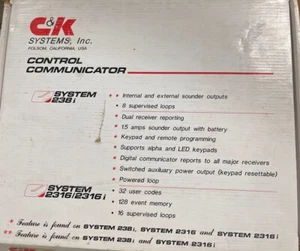 C&K
SYSTEMS, Inc.
FOLSOM, CALIFORNIA, USA
CONTROL
COMMUNICATOR
SYSTEM
238i
* * Internal and external sounder outputs
• 8 supervised loops
Dual receiver reporting
1.5 amps sounder output with battery
* Keypad and remote programming
* Supports alpha and LED keypads
* Digital communicator reports to all major receivers
* Switched auxiliary power output (keypad resettable)
* Powered loop
SYSTEM
2316/2316i
• 32 user codes
• 128 event memory
• 16 supervised loops
* Feature is found on SYSTEM 238i, SYSTEM 2316 and SYSTEM 2316i
** Feature is found on SYSTEM 238i and SYSTEM 2316i